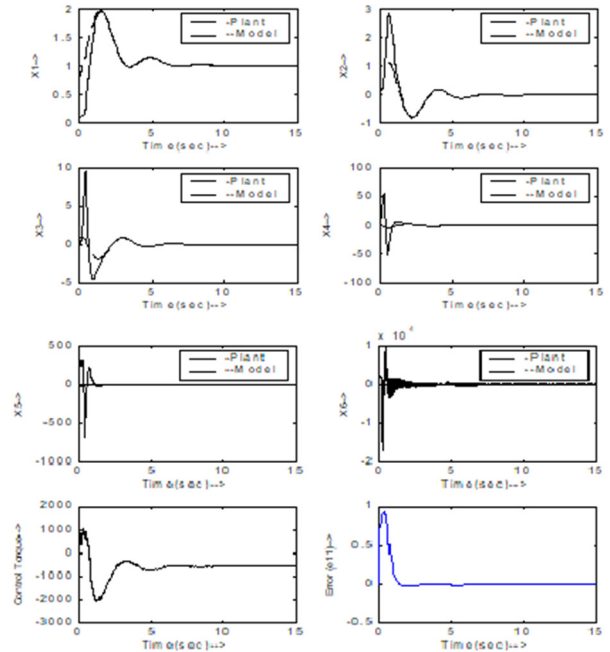 2
1.5
1
0.5
0
X1-->
-Plant
--Model
0 5 10 15
Time(sec)-->
3
2
1
0
-1
X2-->
-Plant
--Model
0 5 10 15
Time(sec)-->
10
5
0
-5
X3-->
-Plant
--Model
0 5 10 15
Time(sec)-->
100
50
0
-50
-100
X4-->
-Plant
--Model
0 5 10 15
Time(sec)-->
500
0
-500
-1000
X5-->
-Plant
--Model
0 5 10 15
Time(sec)-->
x 10
1
0
-1
-2
X6-->
-Plant
--Model
0 5 10 15
Time(sec)-->
2000
1000
0
-1000
-2000
-3000
Control Torque-->
0 5 10 15
Time(sec)-->
1
0.5
0
-0.5
Error (e11)-->
0 5 10 15
Time(sec)-->